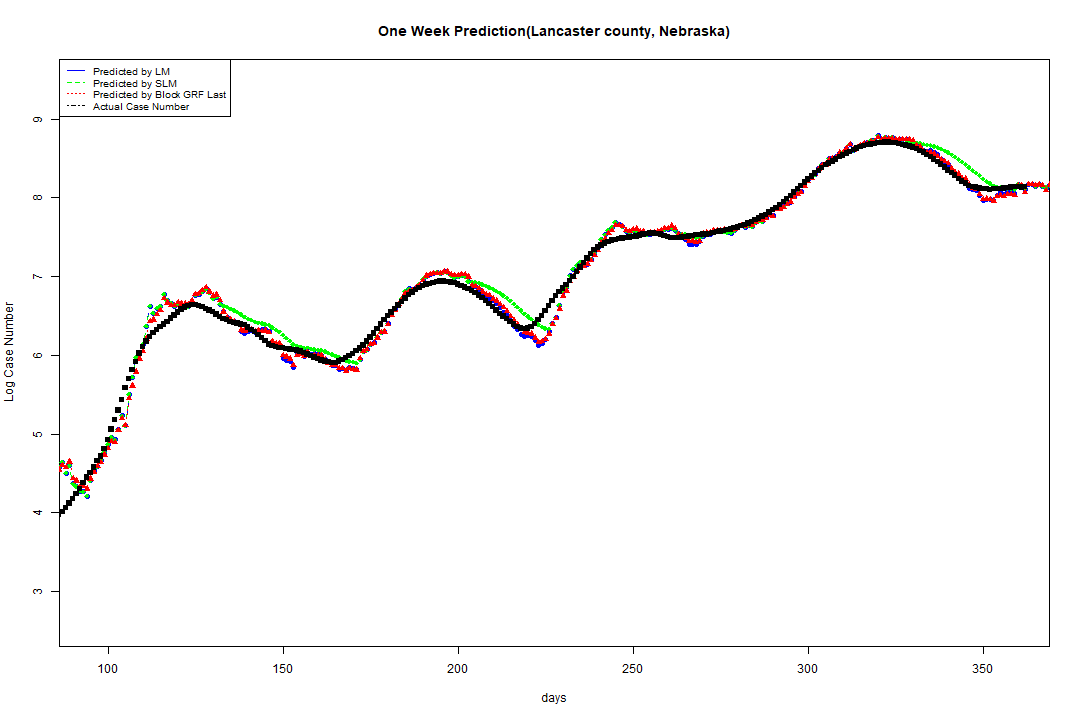 One Week Prediction(Lancaster county, Nebraska)
Predicted by LM
Predicted by SLM
Predicted by Block GRF Last
Actual Case Number
9
8
7
6
5
4
3
Log Case Number
100 150 200 250 300 350
days